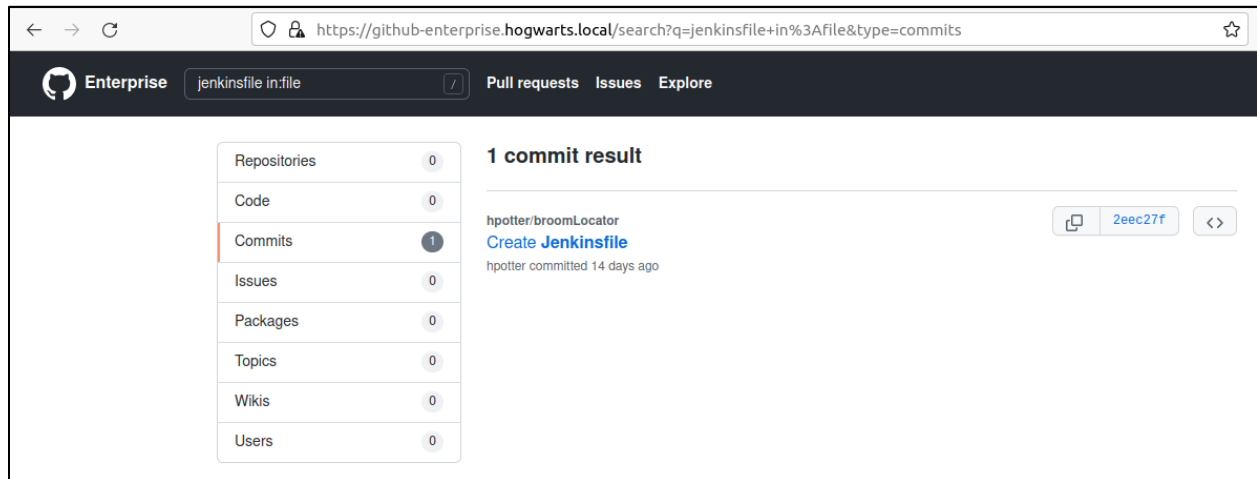 https://github-enterprise.hogwarts.local/search?q=jenkinsfile+in%3Afile&type=commits
Enterprise
jenkinsfile in:file
/
Pull requests Issues Explore
Repositories 0
Code 0
Commits 1
Issues 0
Packages 0
Topics 0
Wikis 0
Users 0
1 commit result
hpotter/broomLocator
Create Jenkinsfile
hpotter committed 14 days ago
2eec27f